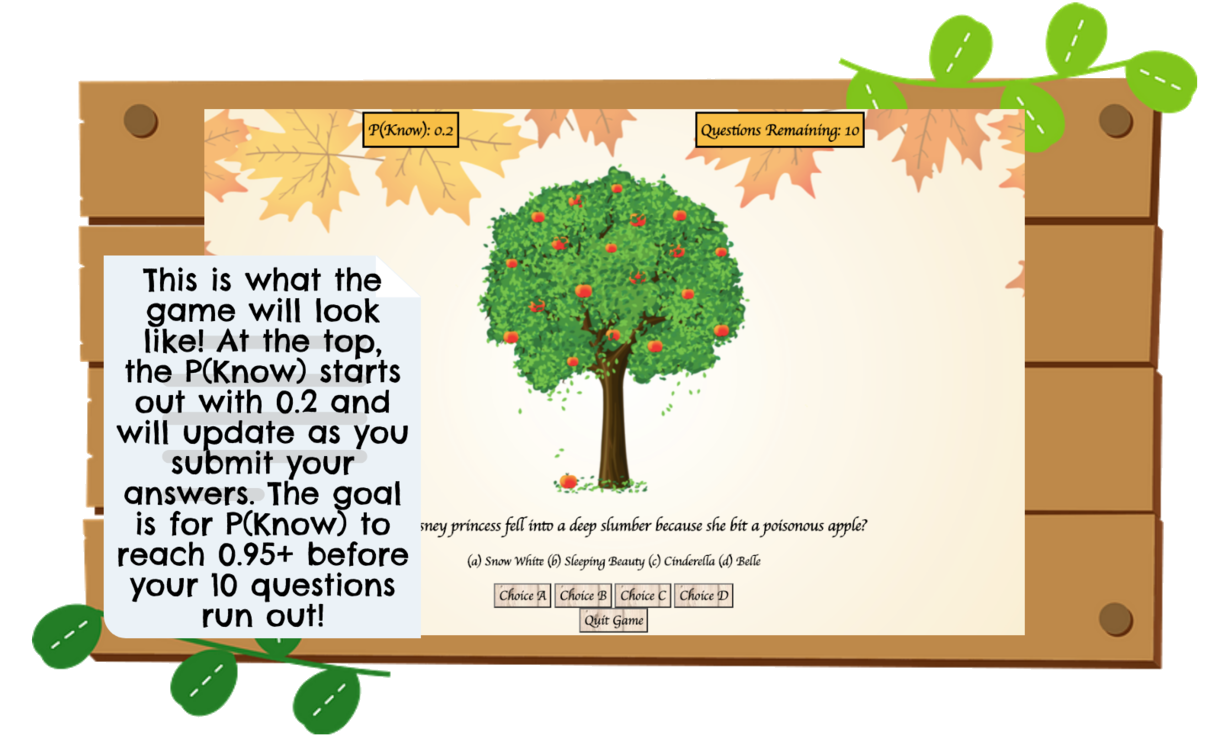 P(Know): 0.2
Questions Remaining: 10
This is what the
game will look
like! At the top,
the P(Know) starts
out with 0.2 and
will update as you
submit your
answers. The goal
is for P(Know) to
reach 0.95+ before
your 10 questions
run out!
princess fell into a deep slumber because she bit a poisonous apple?
(a) Snow White (b) Sleeping Beauty (c) Cinderella (d) Belle
Choice A Choice B Choice C Choice D
Quit Game